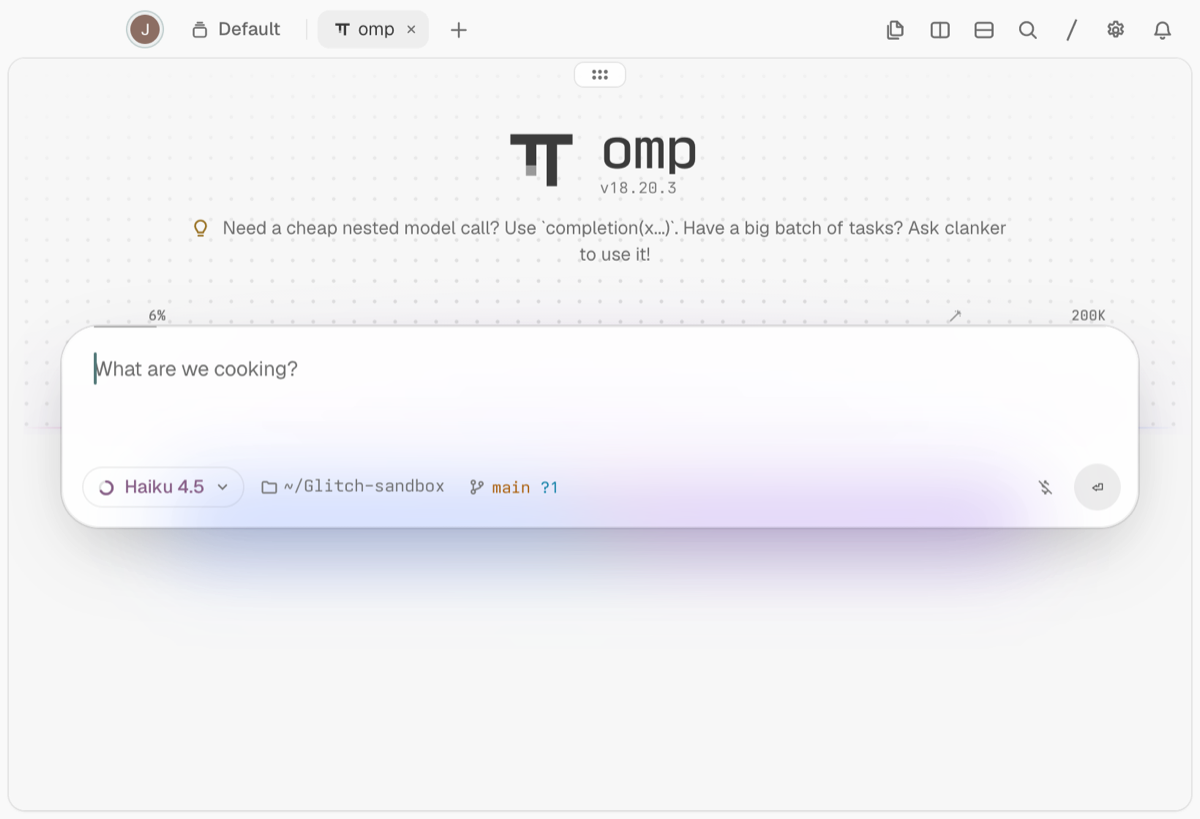 J
Default
omp
omp
v18.20.3
Need a cheap nested model call? Use `completion(x…)`. Have a big batch of tasks? Ask clanker
to use it!
6%
200K
What are we cooking?
Haiku 4.5
~/Glitch-sandbox
main ?1